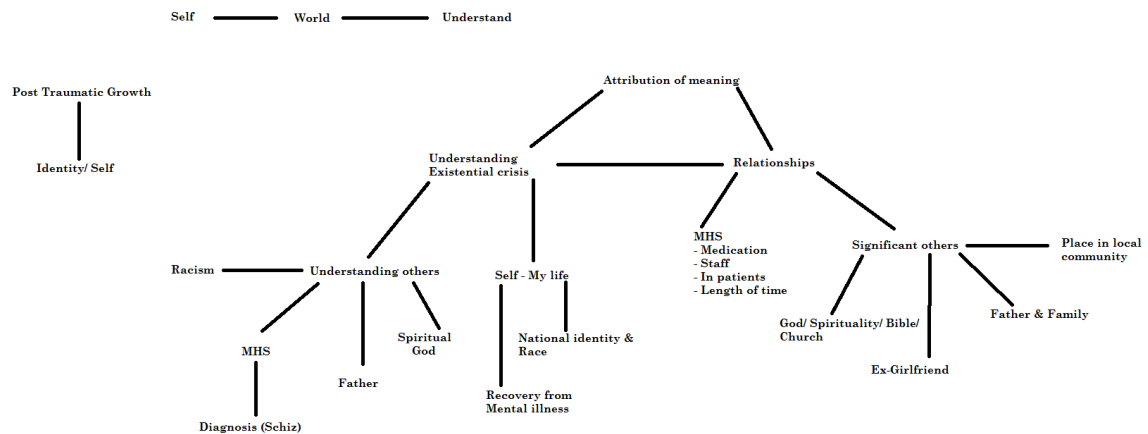 Self World Understand
Attribution of meaning
Post Traumatic Growth
Identity/ Self
Understanding
Existential crisis
Relationships
MHS
- Medication
- Staff
- In patients
- Length of time
Significant others
Place in local
community
Racism
Understanding others
Self - My life
God/ Spirituality/ Bible/
Church
Father & Family
Spiritual
God
National identity &
Race
MHS
Father
Ex-Girlfriend
Recovery from
Mental illness
Diagnosis (Schiz)